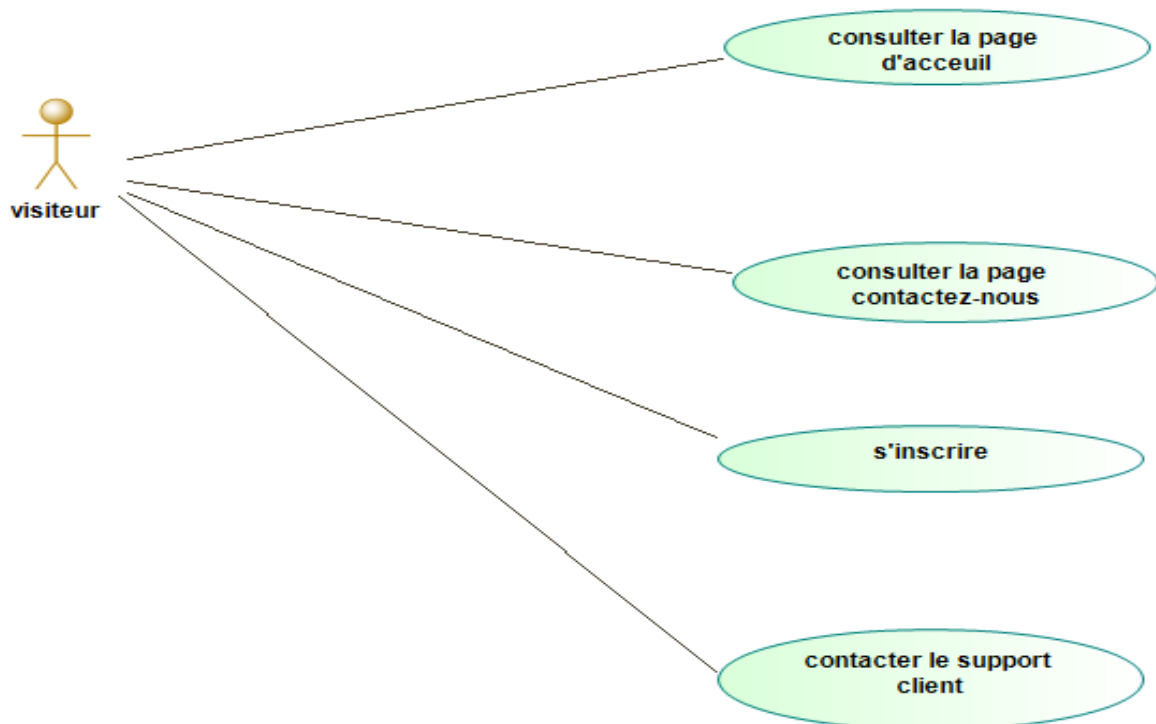 consulter la page
d'acceuil
visiteur
consulter la page
contactez-nous
s'inscrire
contacter le support
client